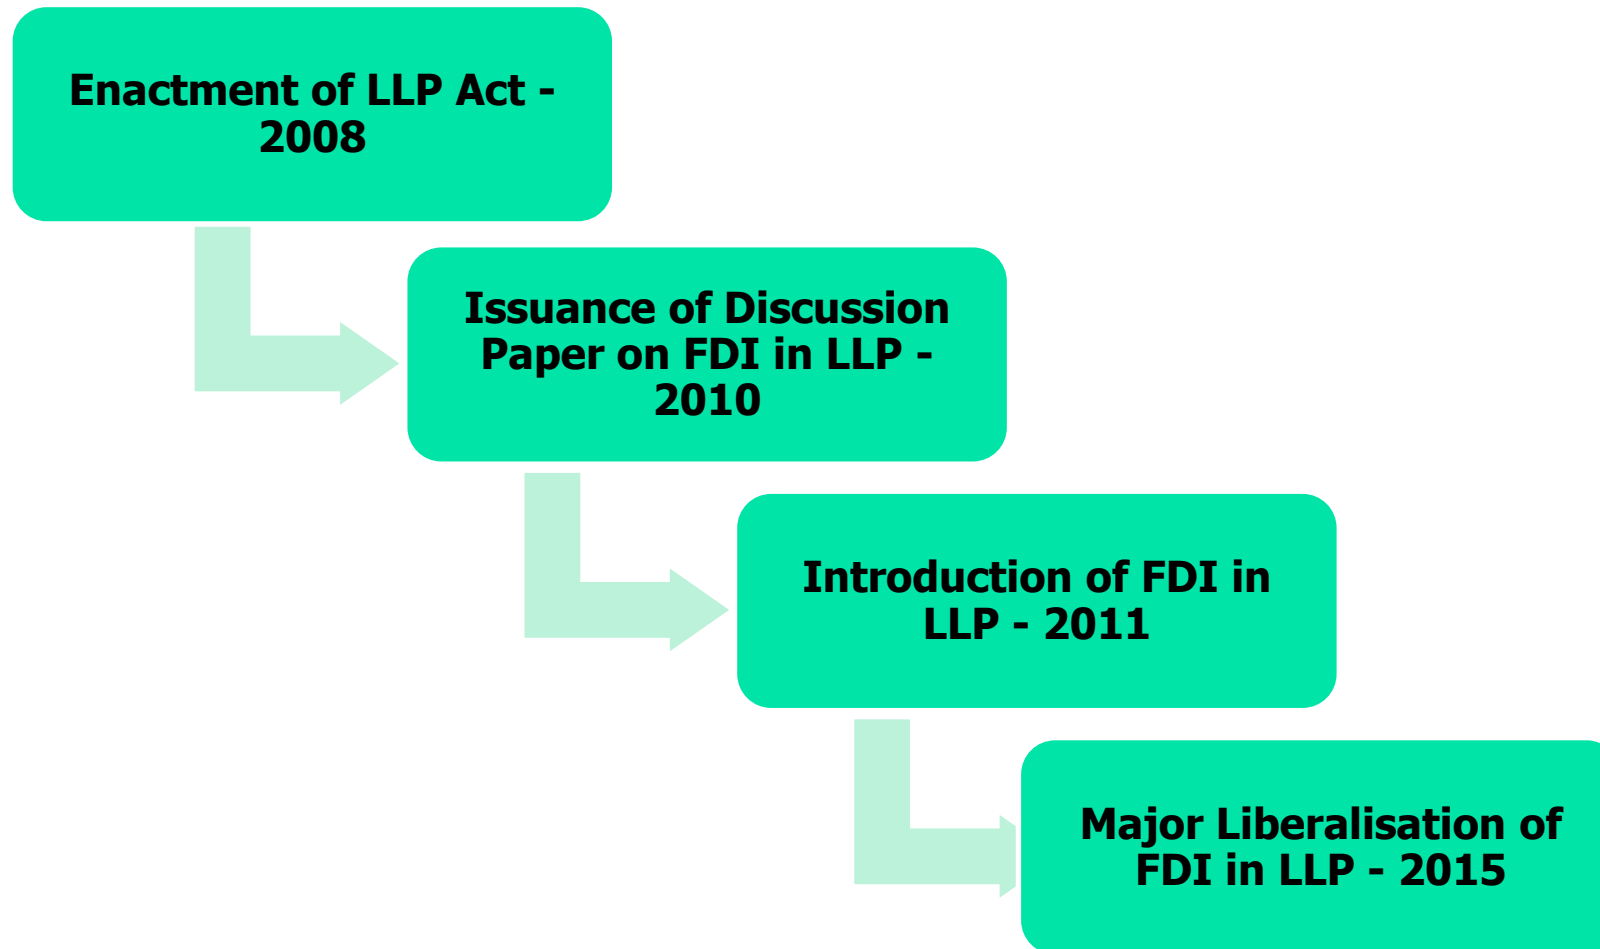 Enactment of LLP Act -
2008
Issuance of Discussion
Paper on FDI in LLP -
2010
Introduction of FDI in
LLP - 2011
Major Liberalisation of
FDI in LLP - 2015